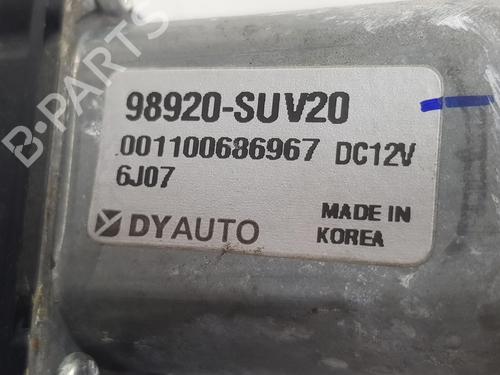 B-PARTS
98920-SUV20
.001100686967 DC12V
6J07
DYAUTO
MADE IN
KOREA